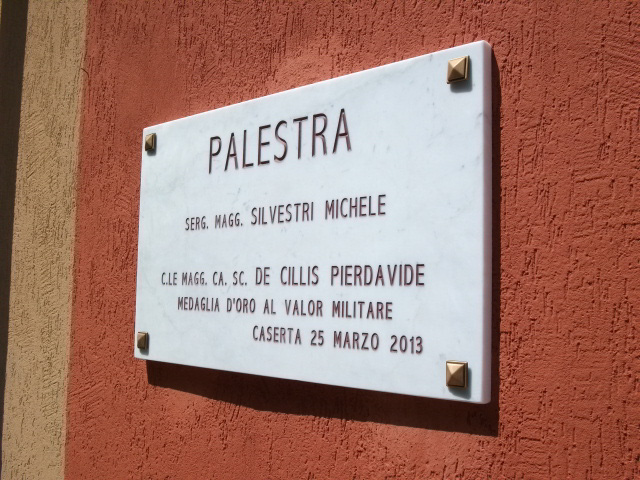 PALESTRA
SERG. MAGG. SILVESTRI MICHELE
C.LE MAGG. CA. SC. DE CILLIS PIERDAVIDE
MEDAGLIA D'ORO AL VALOR MILITARE
CASERTA 25 MARZO 2013